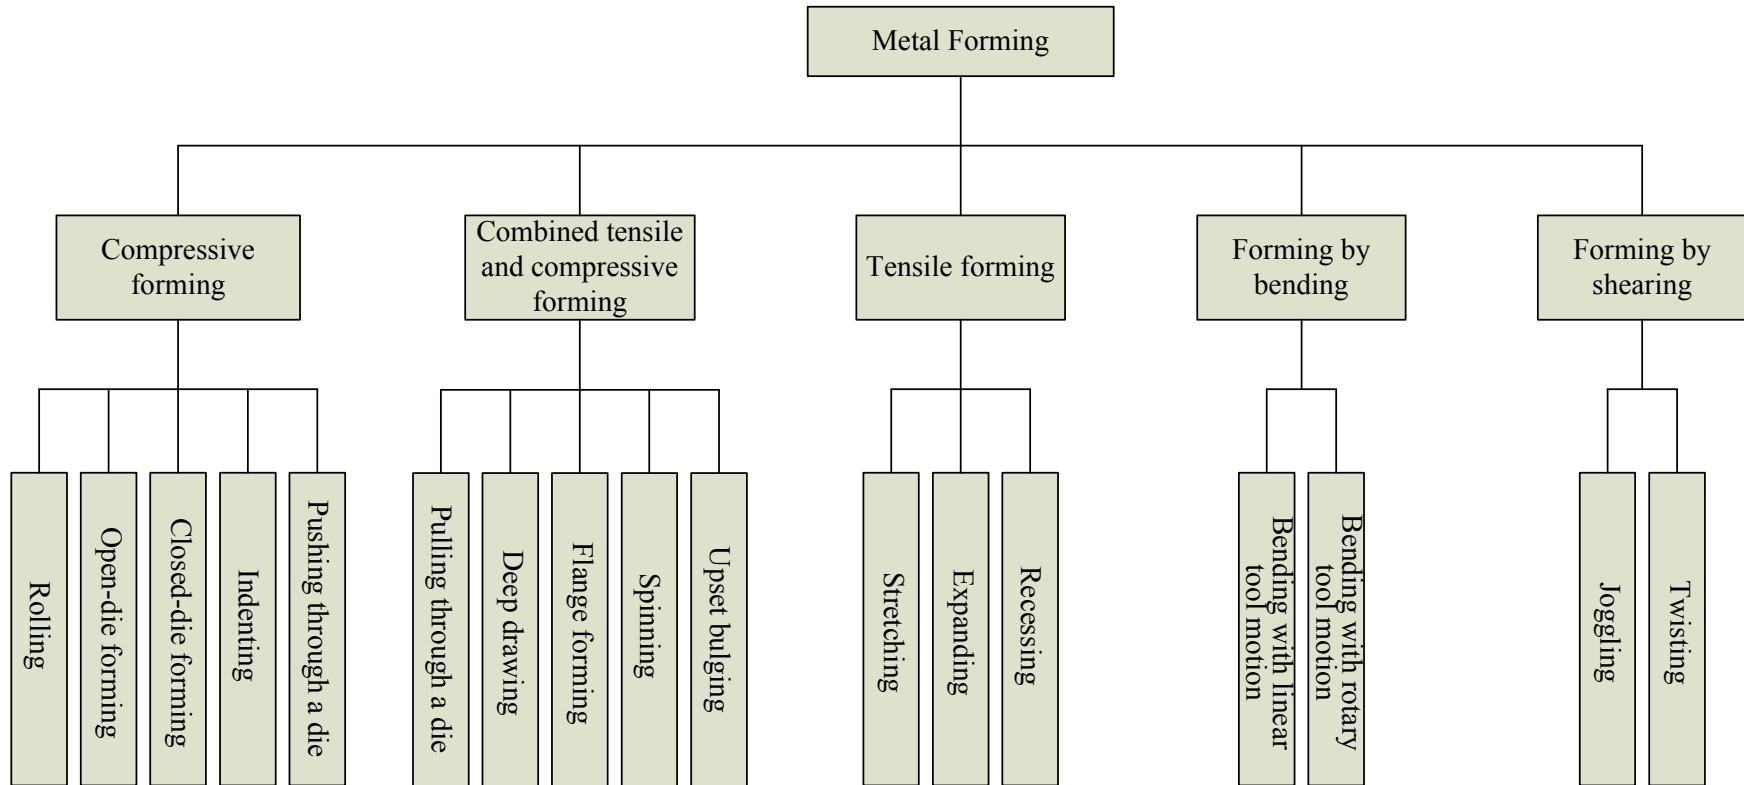 Metal Forming
Compressive
forming
Combined tensile
and compressive
forming
Tensile forming
Forming by
bending
Forming by
shearing
Rolling
Open-die forming
Closed-die forming
Indenting
Pushing through a die
Pulling through a die
Deep drawing
Flange forming
Spinning
Upset bulging
Stretching
Expanding
Recessing
Bending with linear
tool motion
Bending with rotary
tool motion
Joggling
Twisting